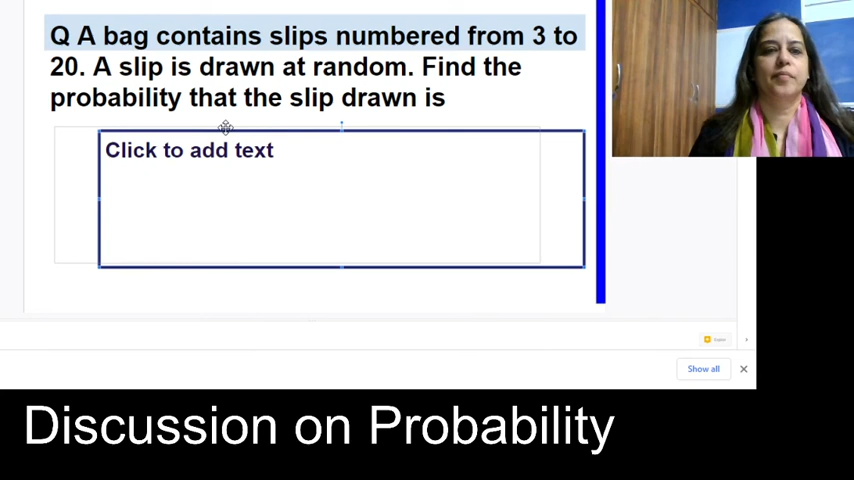 Q A bag contains slips numbered from 3 to
20. A slip is drawn at random. Find the
probability that the slip drawn is
Click to add text
Show all
Discussion on Probability